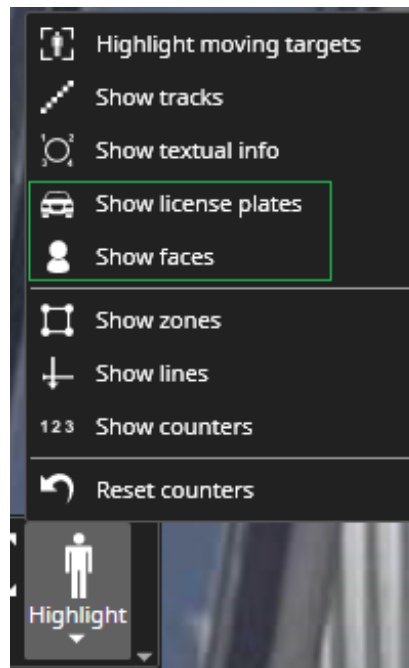 Highlight moving targets
Show tracks
Show textual info
Show license plates
Show faces
Show zones
Show lines
123 Show counters
Reset counters
Highlight